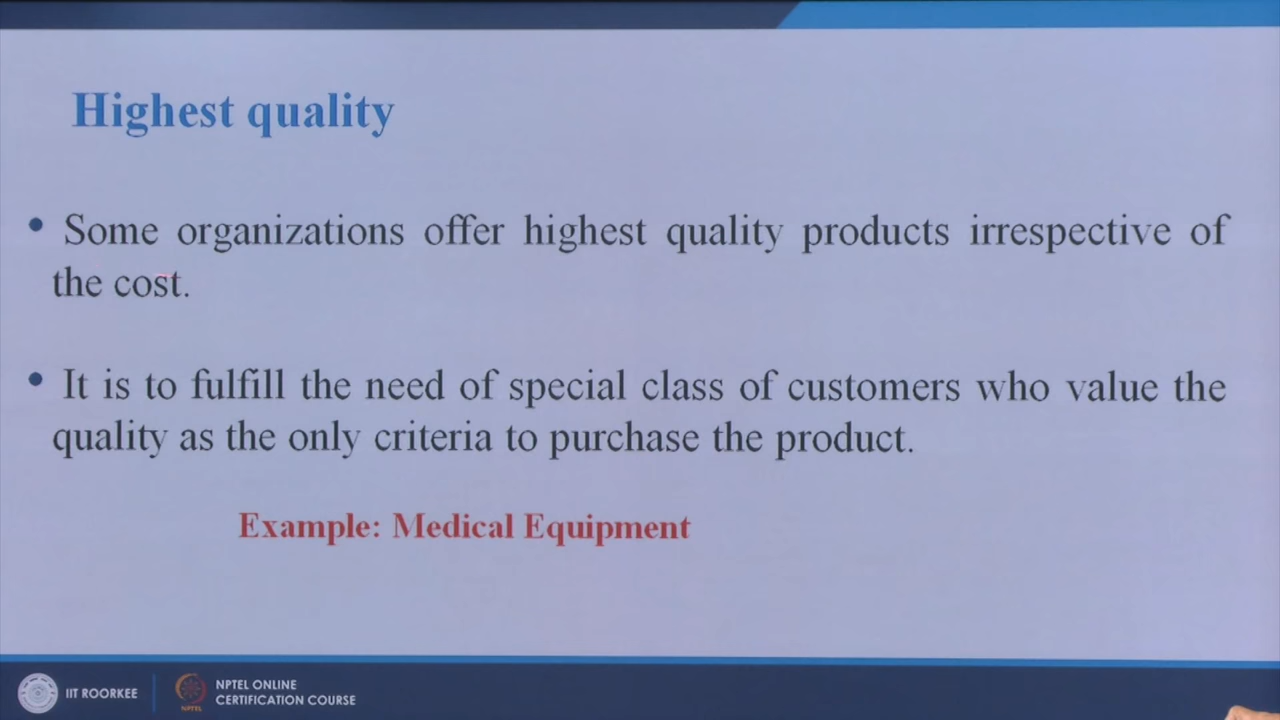 Highest quality
• Some organizations offer highest quality products irrespective of
the cost.
• It is to fulfill the need of special class of customers who value the
quality as the only criteria to purchase the product.
Example: Medical Equipment
IIT ROORKEE
NPTEL
NPTEL ONLINE
CERTIFICATION COURSE